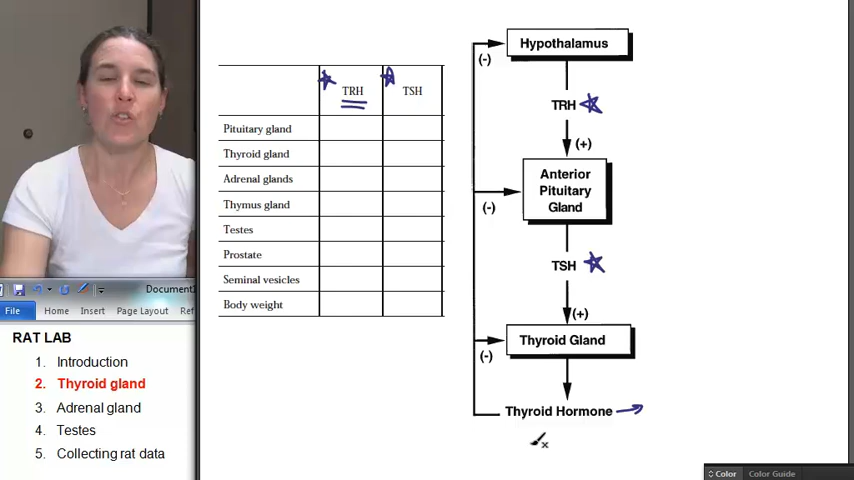 TRH
TSH
Pituitary gland
Thyroid gland
Adrenal glands
Thymus gland
Testes
Prostate
Seminal vesicles
Body weight
Hypothalamus
(-)
TRH
(+)
Anterior
Pituitary
Gland
(-)
TSH
(+)
Thyroid Gland
(-)
Thyroid Hormone
Document1
File Home Insert Page Layout Ref
RAT LAB
1. Introduction
2. Thyroid gland
3. Adrenal gland
4. Testes
5. Collecting rat data
Color Color Guide